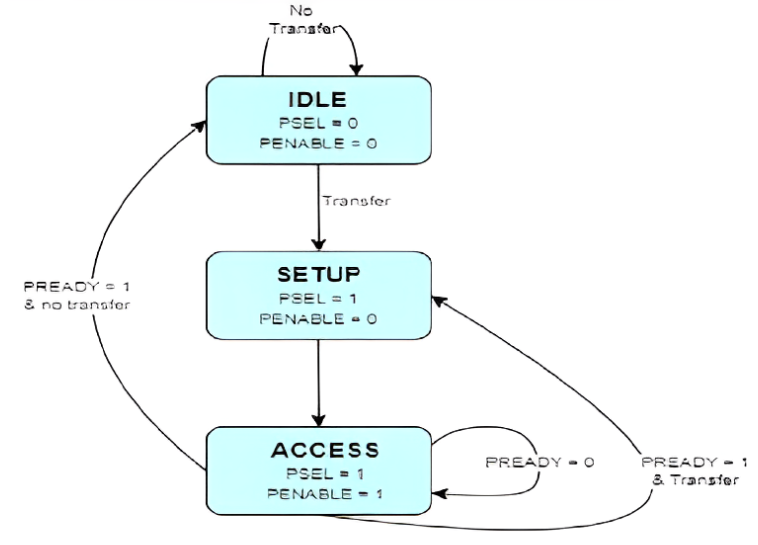 No
Transfer
IDLE
PSEL = 0
PENABLE = 0
Transfer
SETUP
PSEL = 1
PENABLE = 0
PREADY = 1
& no transfer
ACCESS
PSEL = 1
PENABLE = 1
PREADY = 0
PREADY = 1
& Transfer